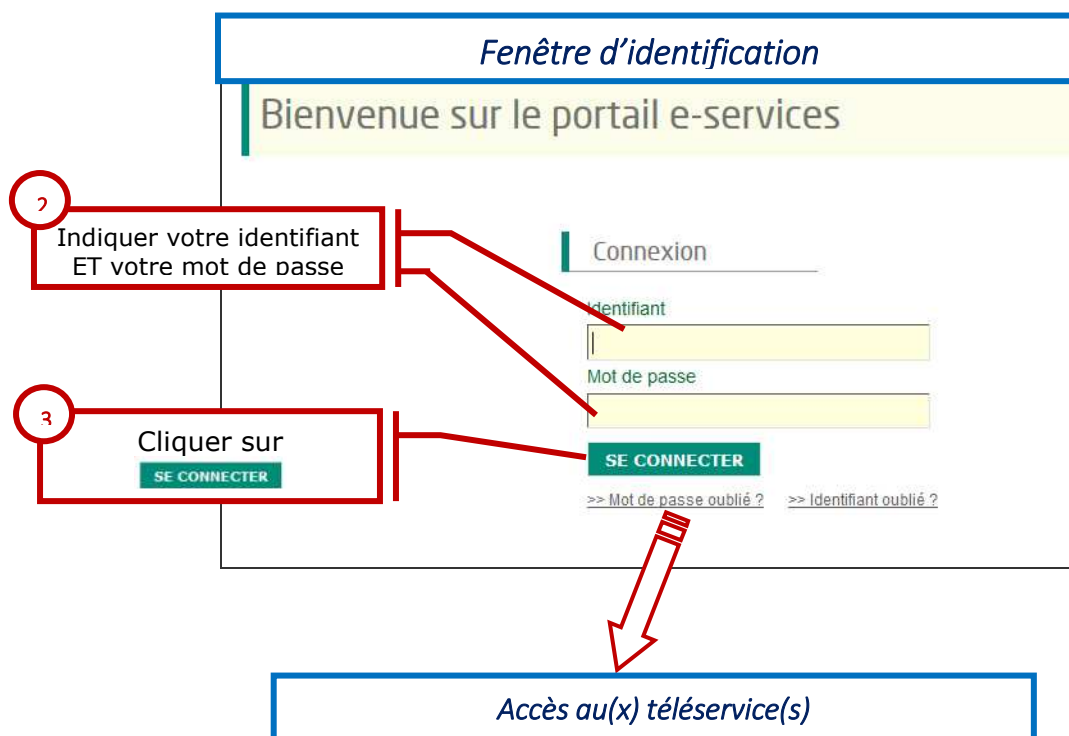 Fenêtre d'identification
Bienvenue sur le portail e-services
2
Indiquer votre identifiant
ET votre mot de passe
Connexion
Identifiant
Mot de passe
3
Cliquer sur
SE CONNECTER
SE CONNECTER
>> Mot de passe oublié ? >> Identifiant oublié ?
Accès au(x) téléservice(s)